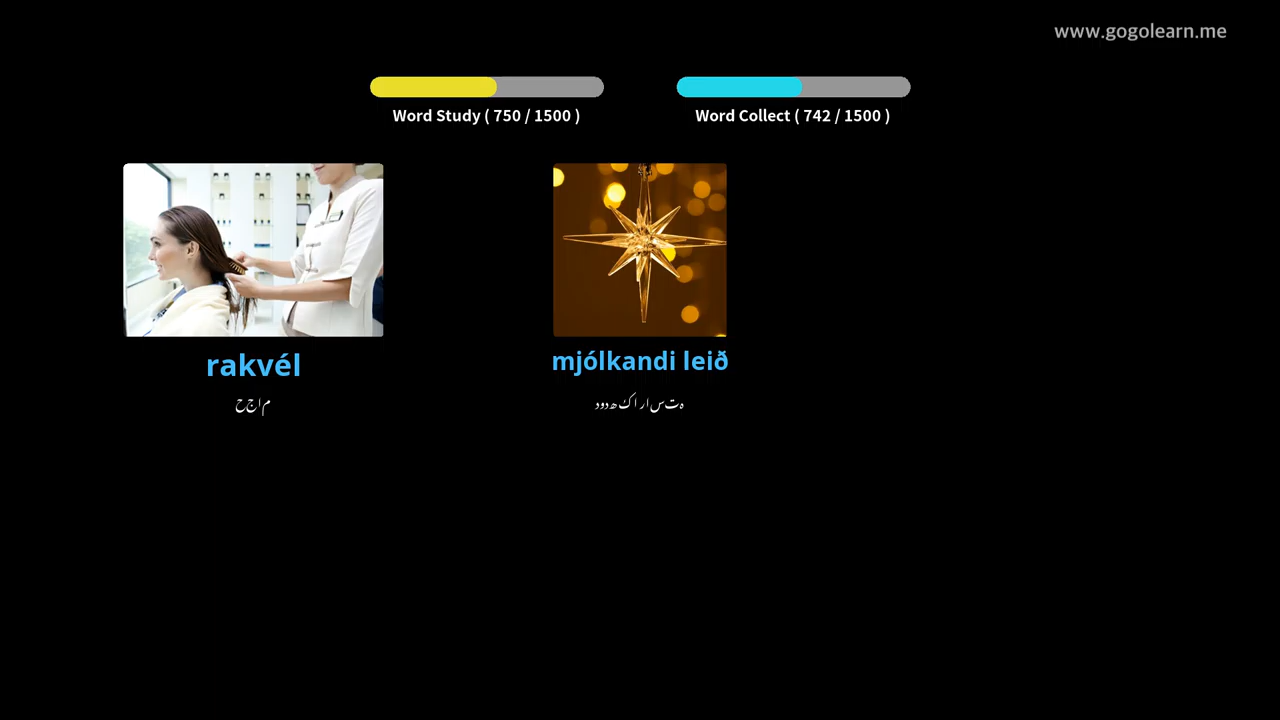 www.gogolearn.me
Word Study ( 750 / 1500 )
Word Collect ( 742 / 1500 )
rakvél
حجام
mjólkandi leið
دودھ کا راستہ